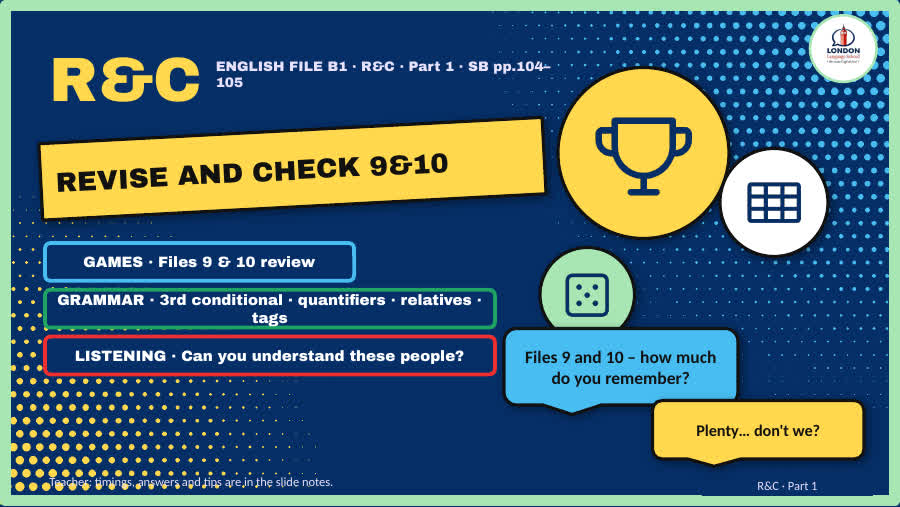 R&C
ENGLISH FILE B1 · R&C · Part 1 · SB pp.104–
105
REVISE AND CHECK 9&10
GAMES · Files 9 & 10 review
GRAMMAR · 3rd conditional · quantifiers · relatives ·
tags
LISTENING · Can you understand these people?
Files 9 and 10 – how much
do you remember?
Plenty... don't we?
Teacher: timings, answers and tips are in the slide notes.
R&C · Part 1
LONDON
Language School